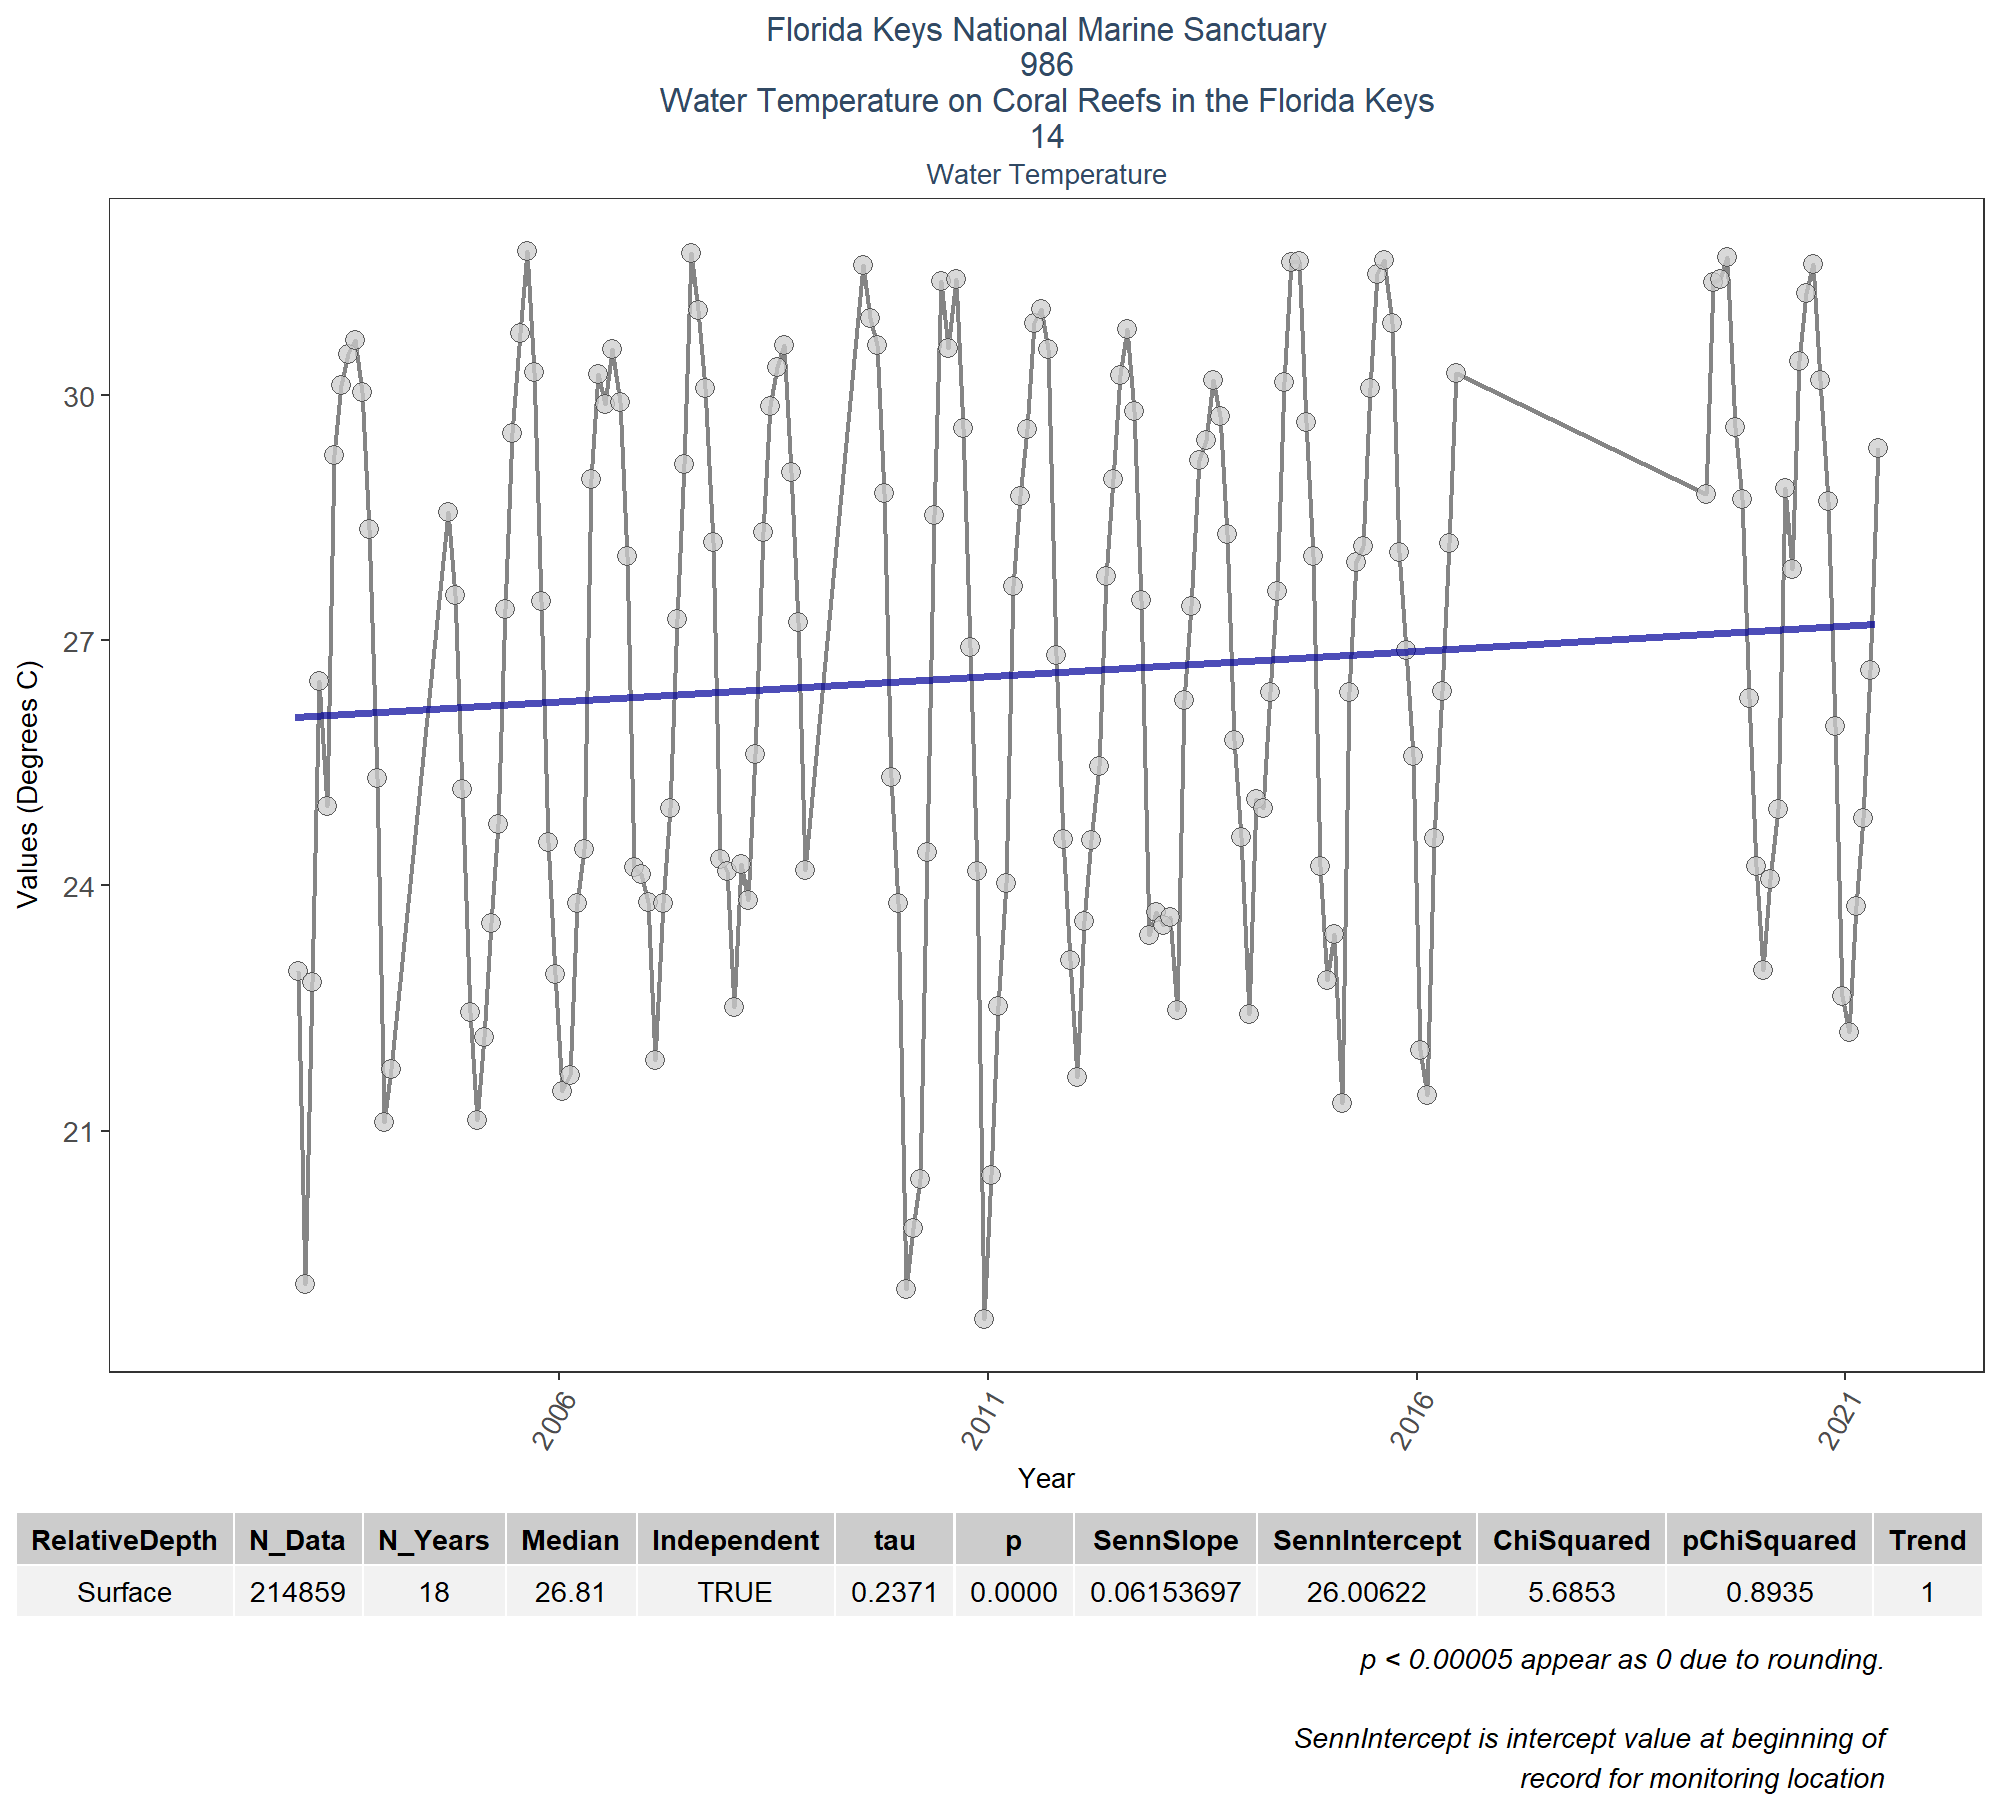 Florida Keys National Marine Sanctuary
986
Water Temperature on Coral Reefs in the Florida Keys
14
Water Temperature
Values (Degrees C)
30
27
24
21
2006
2011
2016
2021
Year
RelativeDepth N_Data N_Years Median Independent tau p SennSlope SennIntercept ChiSquared pChiSquared Trend
Surface 214859 18 26.81 TRUE 0.2371 0.0000 0.06153697 26.00622 5.6853 0.8935 1
p < 0.00005 appear as 0 due to rounding.
SennIntercept is intercept value at beginning of
record for monitoring location